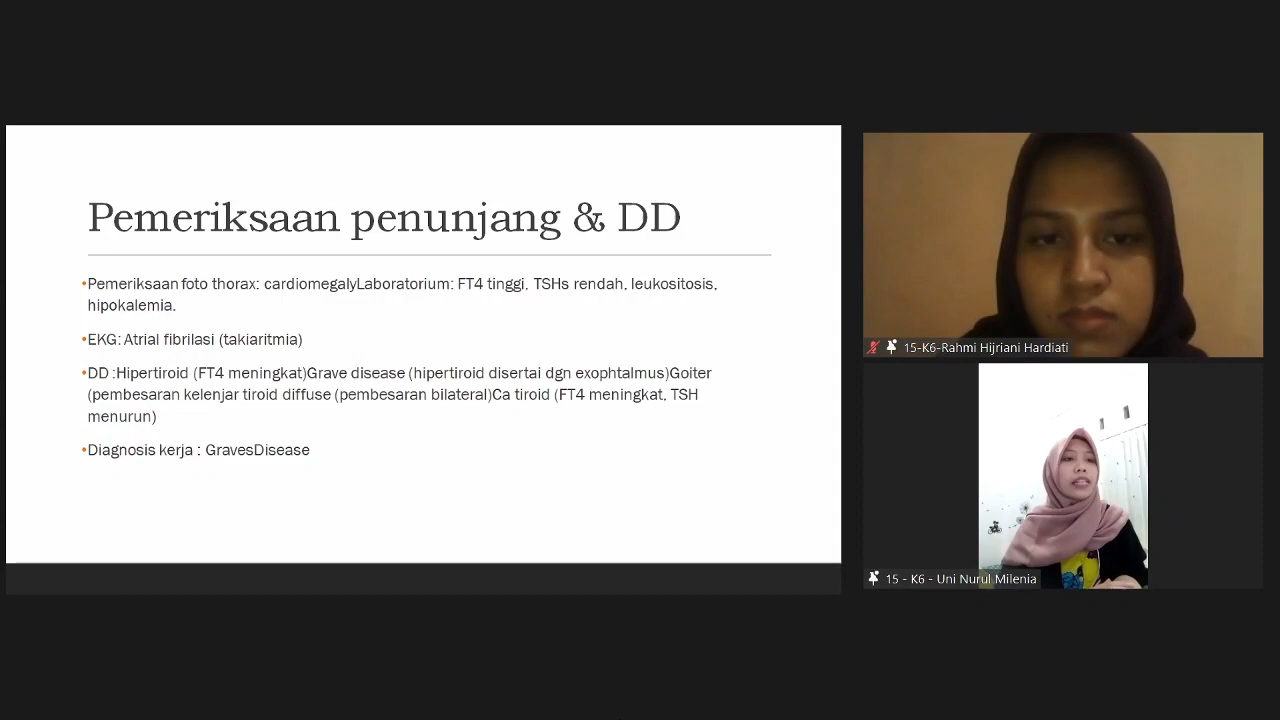 Pemeriksaan penunjang & DD
•Pemeriksaan foto thorax: cardiomegalyLaboratorium: FT4 tinggi, TSHs rendah, leukositosis,
hipokalemia.
•EKG: Atrial fibrilasi (takiaritmia)
•DD :Hipertiroid (FT4 meningkat)Grave disease (hipertiroid disertai dgn exophtalmus)Goiter
(pembesaran kelenjar tiroid diffuse (pembesaran bilateral)Ca tiroid (FT4 meningkat, TSH
menurun)
•Diagnosis kerja : GravesDisease
15-K6-Rahmi Hijriani Hardiati
15 - K6 - Uni Nurul Milenia